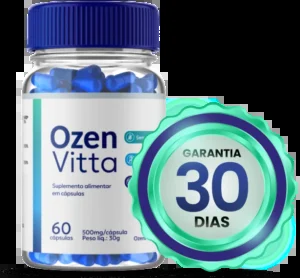 Ozen
Vitta
Suplemento alimentar
em cápsulas
60
cápsulas
500mg/cápsula
Peso líq.: 30g
GARANTIA
30
DIAS